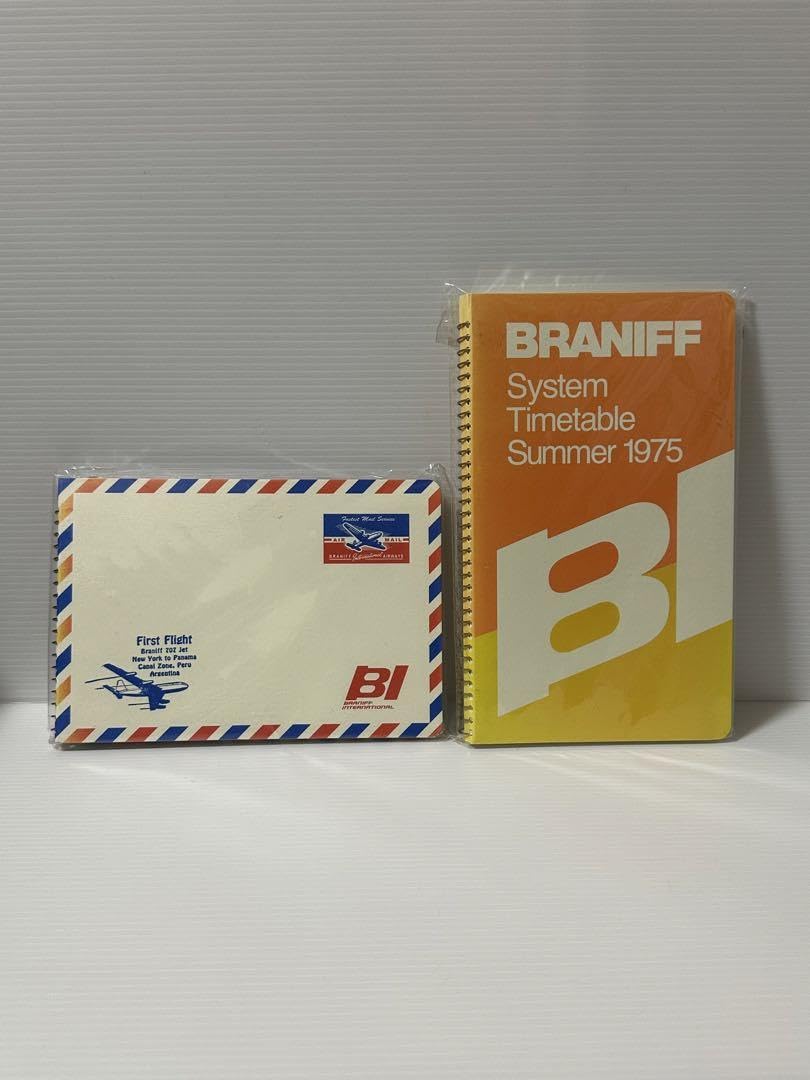 Fastest Mail Service
AIR MAIL
BRANIFF International AIRWAYS
First Flight
Braniff 707 Jet
New York to Panama
Canal Zone, Peru
Argentina
BI
BRANIFF
INTERNATIONAL
BRANIFF
System
Timetable
Summer 1975
BI